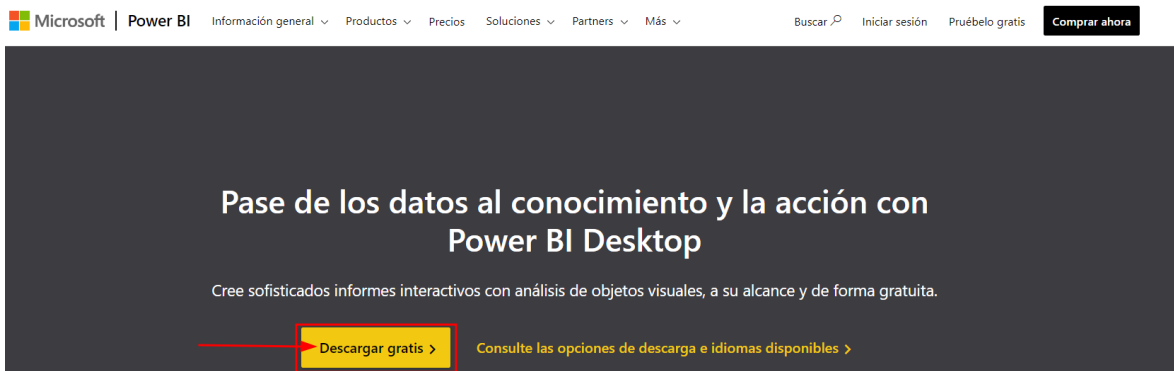 Microsoft | Power BI Información general Productos Precios Soluciones Partners Más Buscar Iniciar sesión Pruébelo gratis Comprar ahora
Pase de los datos al conocimiento y la acción con
Power BI Desktop
Cree sofisticados informes interactivos con análisis de objetos visuales, a su alcance y de forma gratuita.
Descargar gratis > Consulte las opciones de descarga e idiomas disponibles >